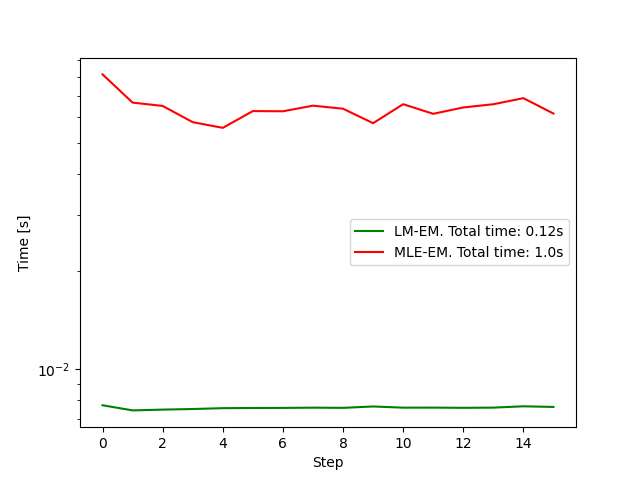 Time [s]
10⁻²
LM-EM. Total time: 0.12s
MLE-EM. Total time: 1.0s
0 2 4 6 8 10 12 14
Step